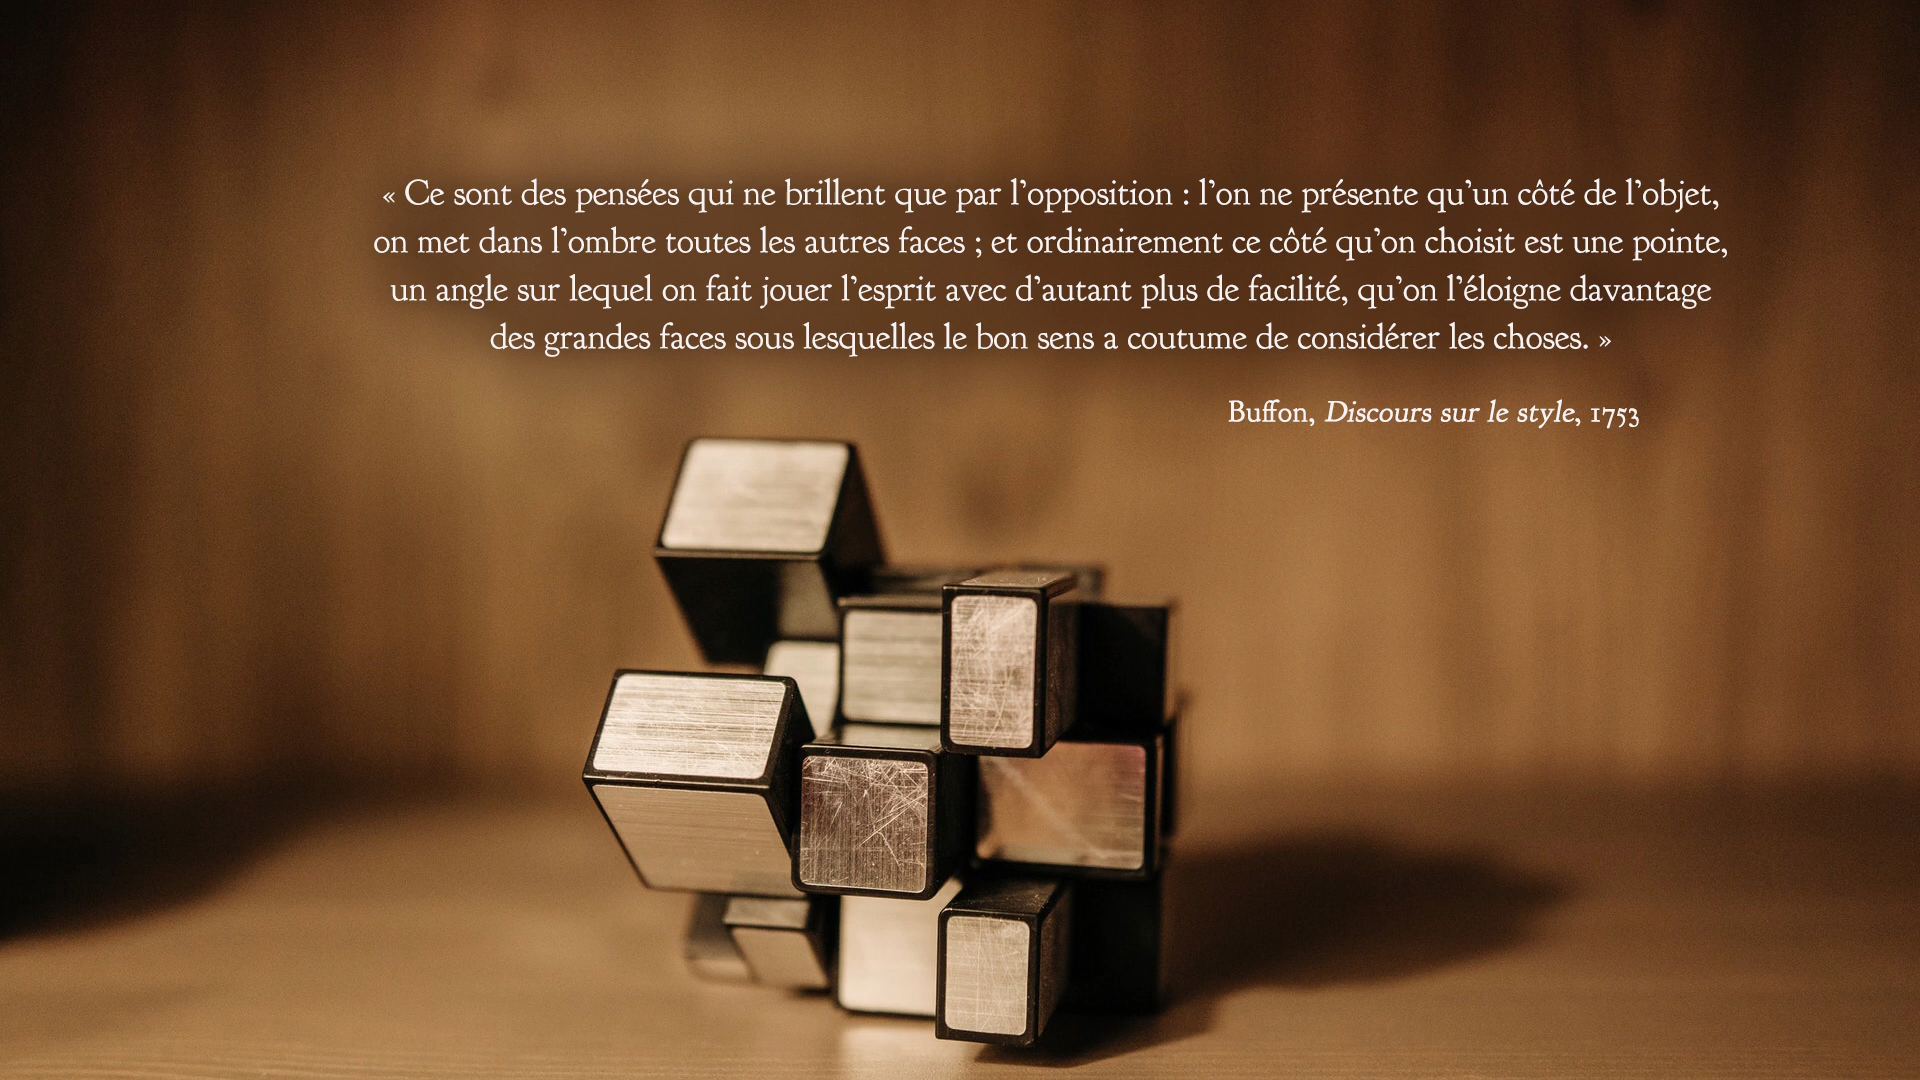 « Ce sont des pensées qui ne brillent que par l’opposition : l’on ne présente qu’un côté de l’objet,
on met dans l’ombre toutes les autres faces ; et ordinairement ce côté qu’on choisit est une pointe,
un angle sur lequel on fait jouer l’esprit avec d’autant plus de facilité, qu’on l’éloigne davantage
des grandes faces sous lesquelles le bon sens a coutume de considérer les choses. »
Buffon, Discours sur le style, 1753